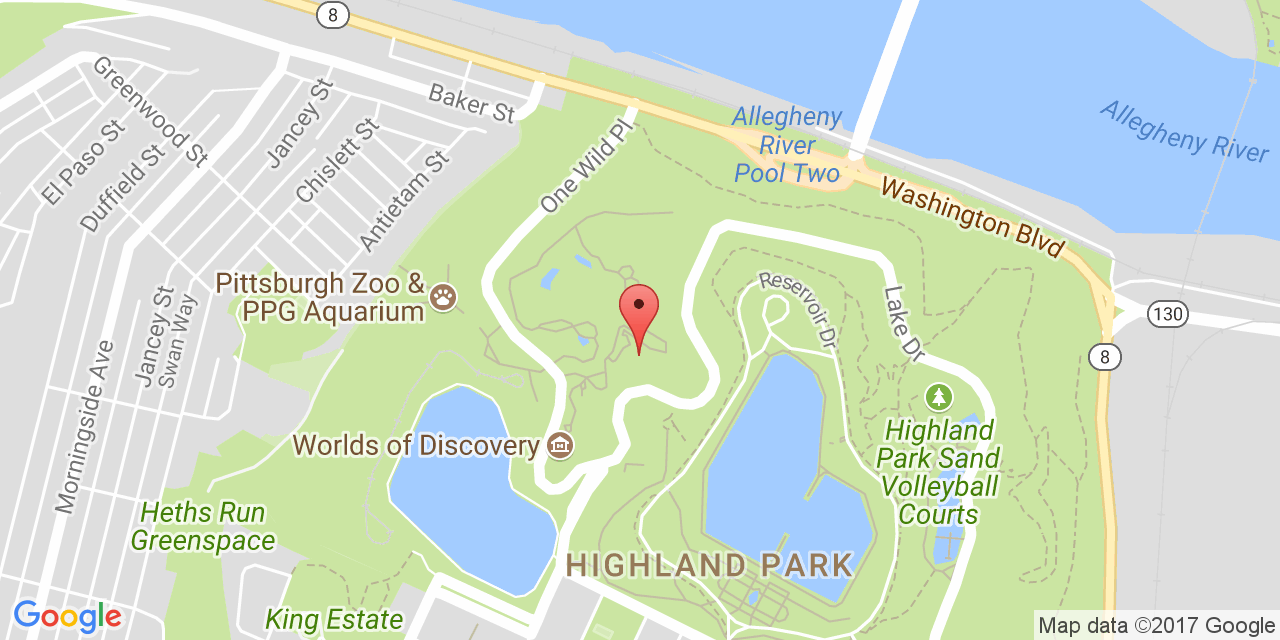 8
Greenwood St
Jancey St
Baker St
El Paso St
Duffield St
Chislett St
Antietam St
One Wild Pl
Allegheny
River
Pool Two
Allegheny River
Washington Blvd
Pittsburgh Zoo &
PPG Aquarium
Jancey St
Swan Way
Morningside Ave
Reservoir Dr
Lake Dr
130
8
Worlds of Discovery
Highland
Park Sand
Volleyball
Courts
Heths Run
Greenspace
HIGHLAND PARK
King Estate
Google
Map data ©2017 Google